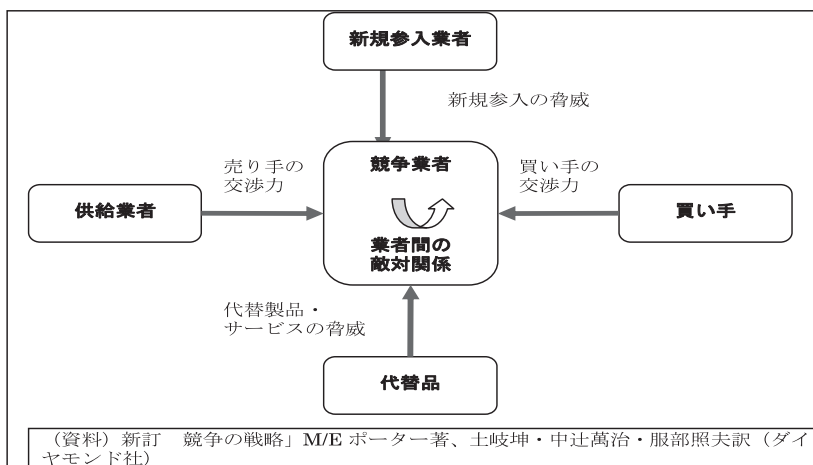 新規参入業者
新規参入の脅威
競争業者
売り手の
交渉力
買い手の
交渉力
供給業者
買い手
業者間の
敵対関係
代替製品・
サービスの脅威
代替品
（資料）新訂　競争の戦略」M/E ポーター著、土岐坤・中辻萬治・服部照夫訳（ダイ
ヤモンド社）